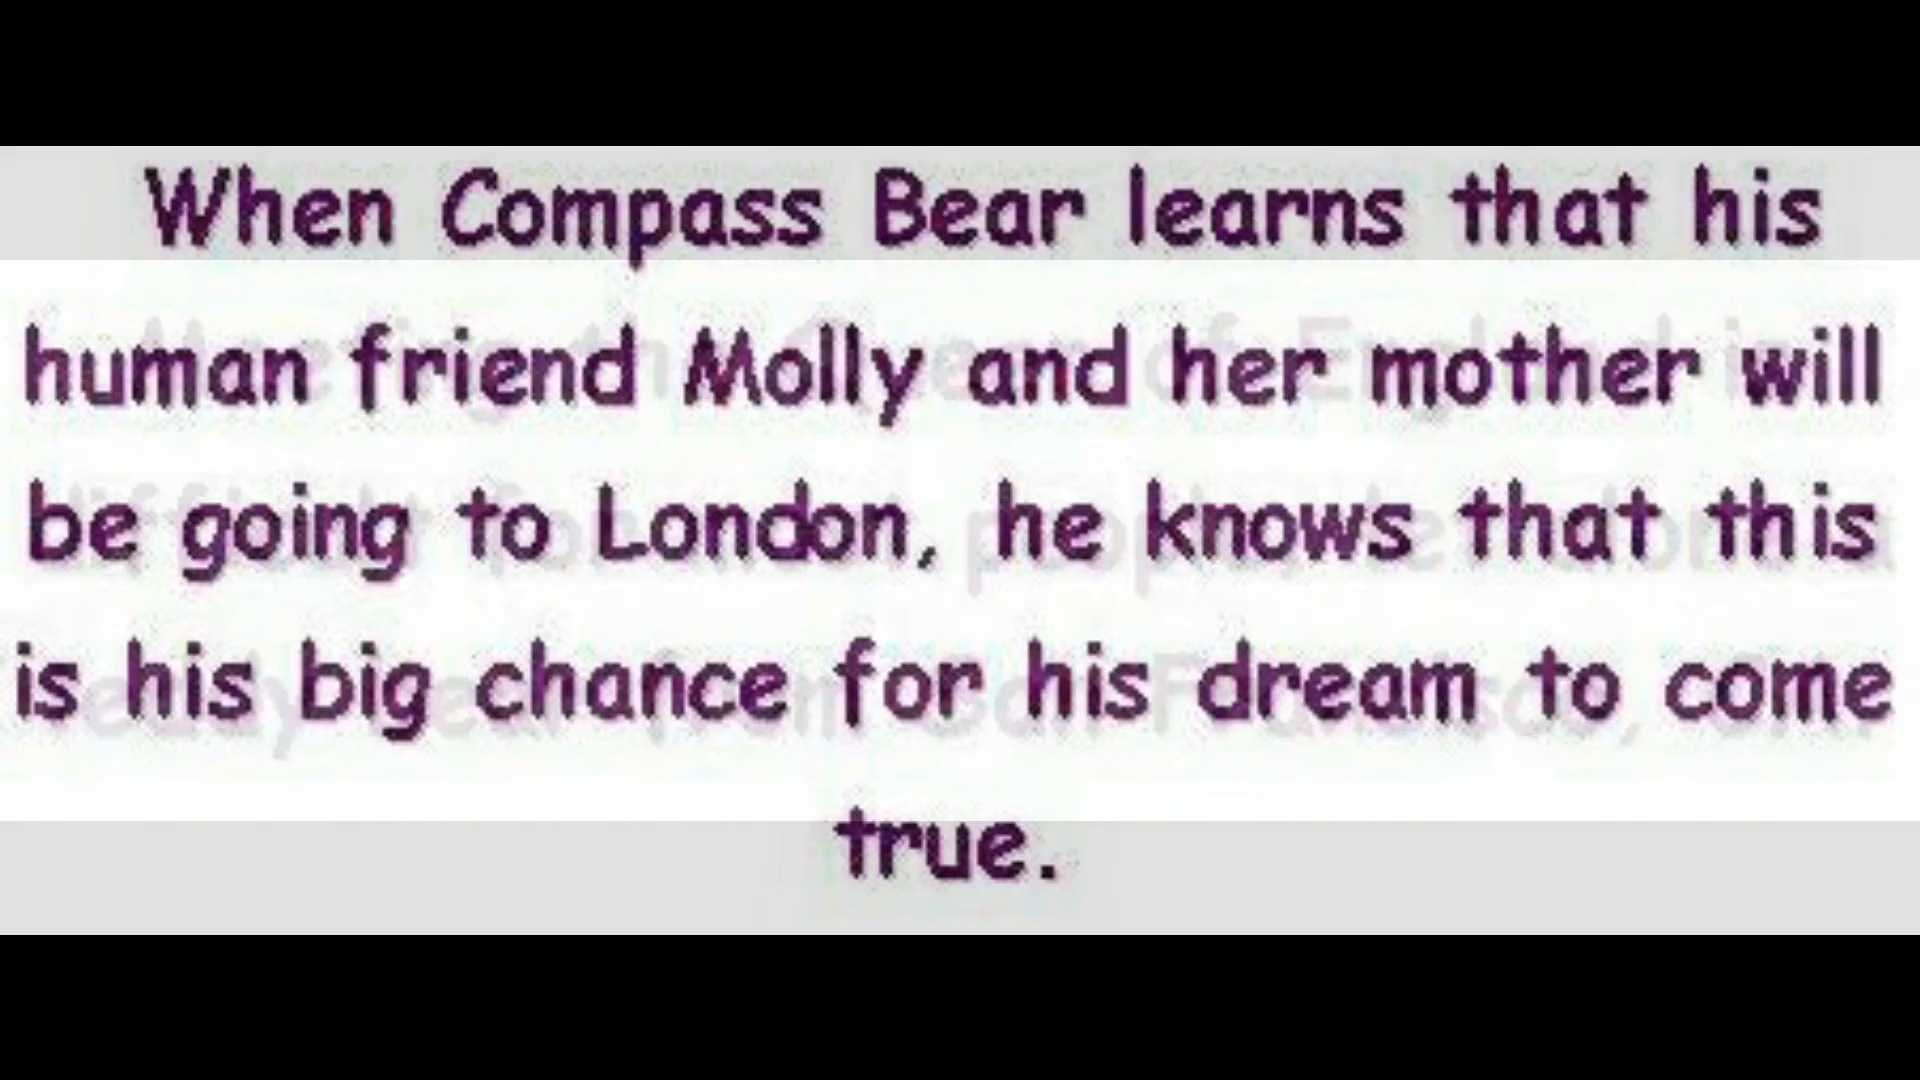 When Compass Bear learns that his
human friend Molly and her mother will
be going to London, he knows that this
is his big chance for his dream to come
true.